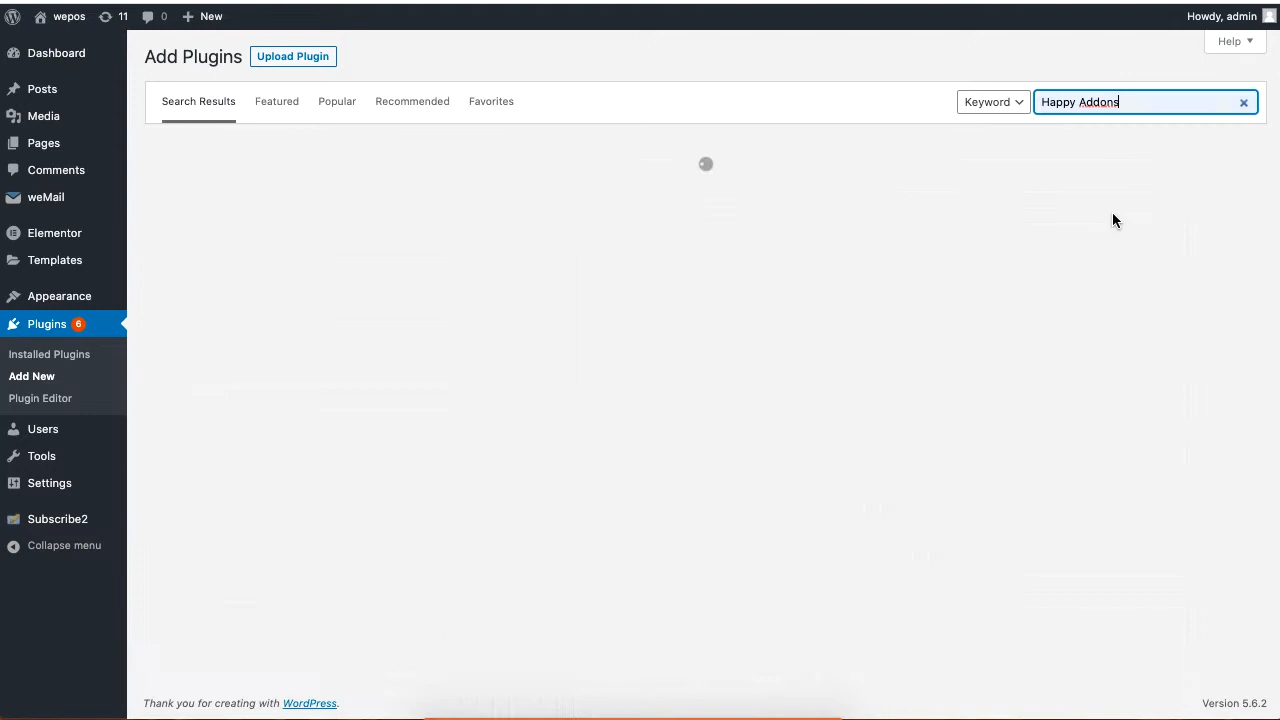 wepos 11 0 + New Howdy, admin
Help
Dashboard
Posts
Media
Pages
Comments
weMail
Elementor
Templates
Appearance
Plugins 6
Installed Plugins
Add New
Plugin Editor
Users
Tools
Settings
Subscribe2
Collapse menu
Add Plugins Upload Plugin
Search Results Featured Popular Recommended Favorites Keyword Happy Addons
Thank you for creating with WordPress. Version 5.6.2